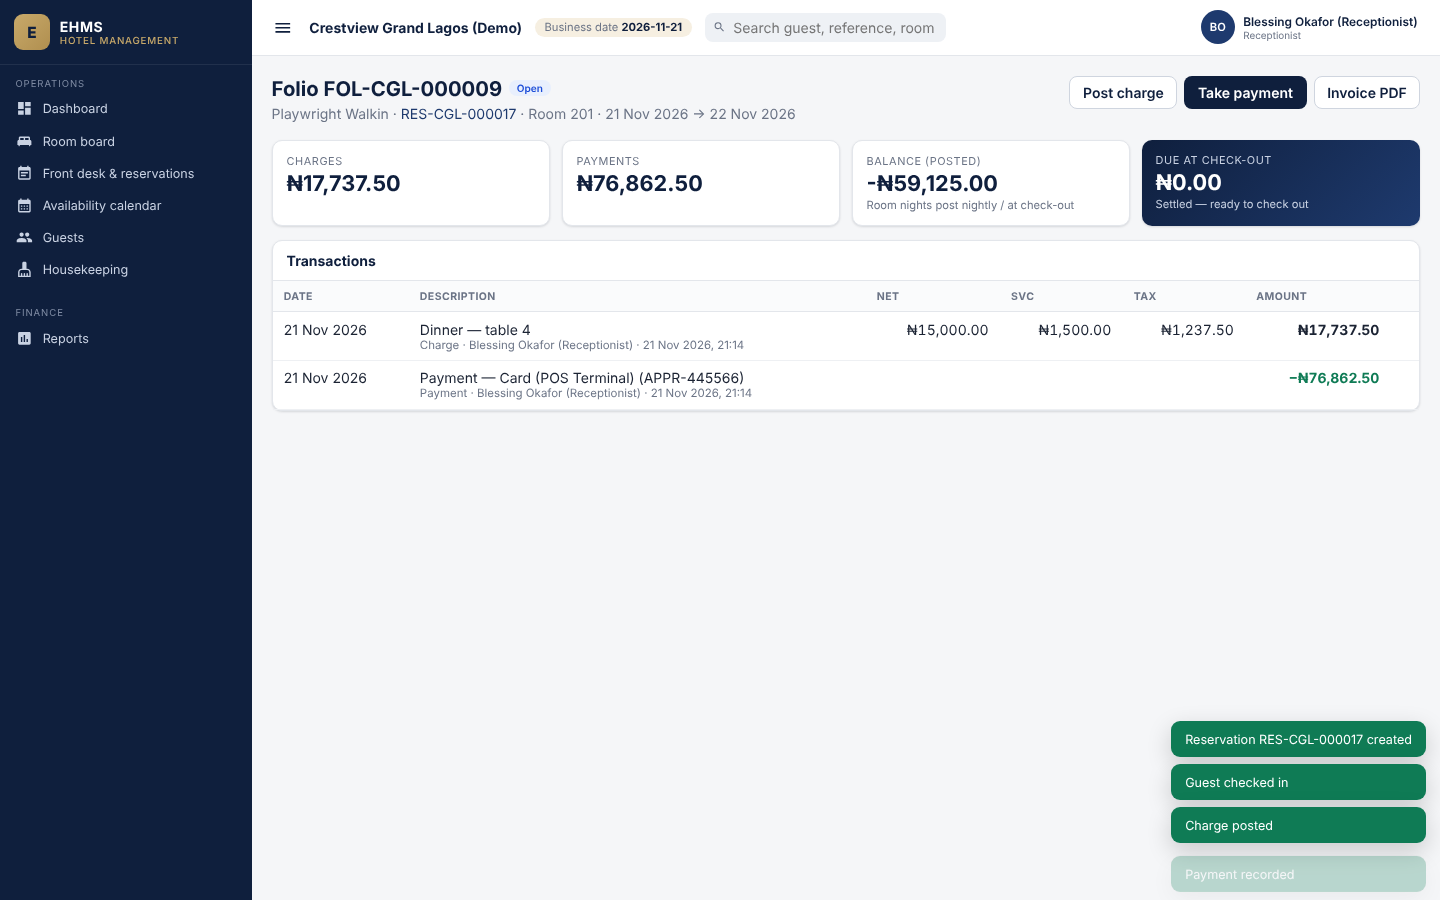 E
EHMS
HOTEL MANAGEMENT
OPERATIONS
Dashboard
Room board
Front desk & reservations
Availability calendar
Guests
Housekeeping
FINANCE
Reports
Crestview Grand Lagos (Demo)
Business date 2026-11-21
Search guest, reference, room
BO
Blessing Okafor (Receptionist)
Receptionist
Folio FOL-CGL-000009
Open
Playwright Walkin · RES-CGL-000017 · Room 201 · 21 Nov 2026 → 22 Nov 2026
Post charge
Take payment
Invoice PDF
CHARGES
₦17,737.50
PAYMENTS
₦76,862.50
BALANCE (POSTED)
-₦59,125.00
Room nights post nightly / at check-out
DUE AT CHECK-OUT
₦0.00
Settled — ready to check out
Transactions
DATE DESCRIPTION NET SVC TAX AMOUNT
21 Nov 2026 Dinner — table 4 ₦15,000.00 ₦1,500.00 ₦1,237.50 ₦17,737.50
Charge · Blessing Okafor (Receptionist) · 21 Nov 2026, 21:14
21 Nov 2026 Payment — Card (POS Terminal) (APPR-445566) −₦76,862.50
Payment · Blessing Okafor (Receptionist) · 21 Nov 2026, 21:14
Reservation RES-CGL-000017 created
Guest checked in
Charge posted
Payment recorded